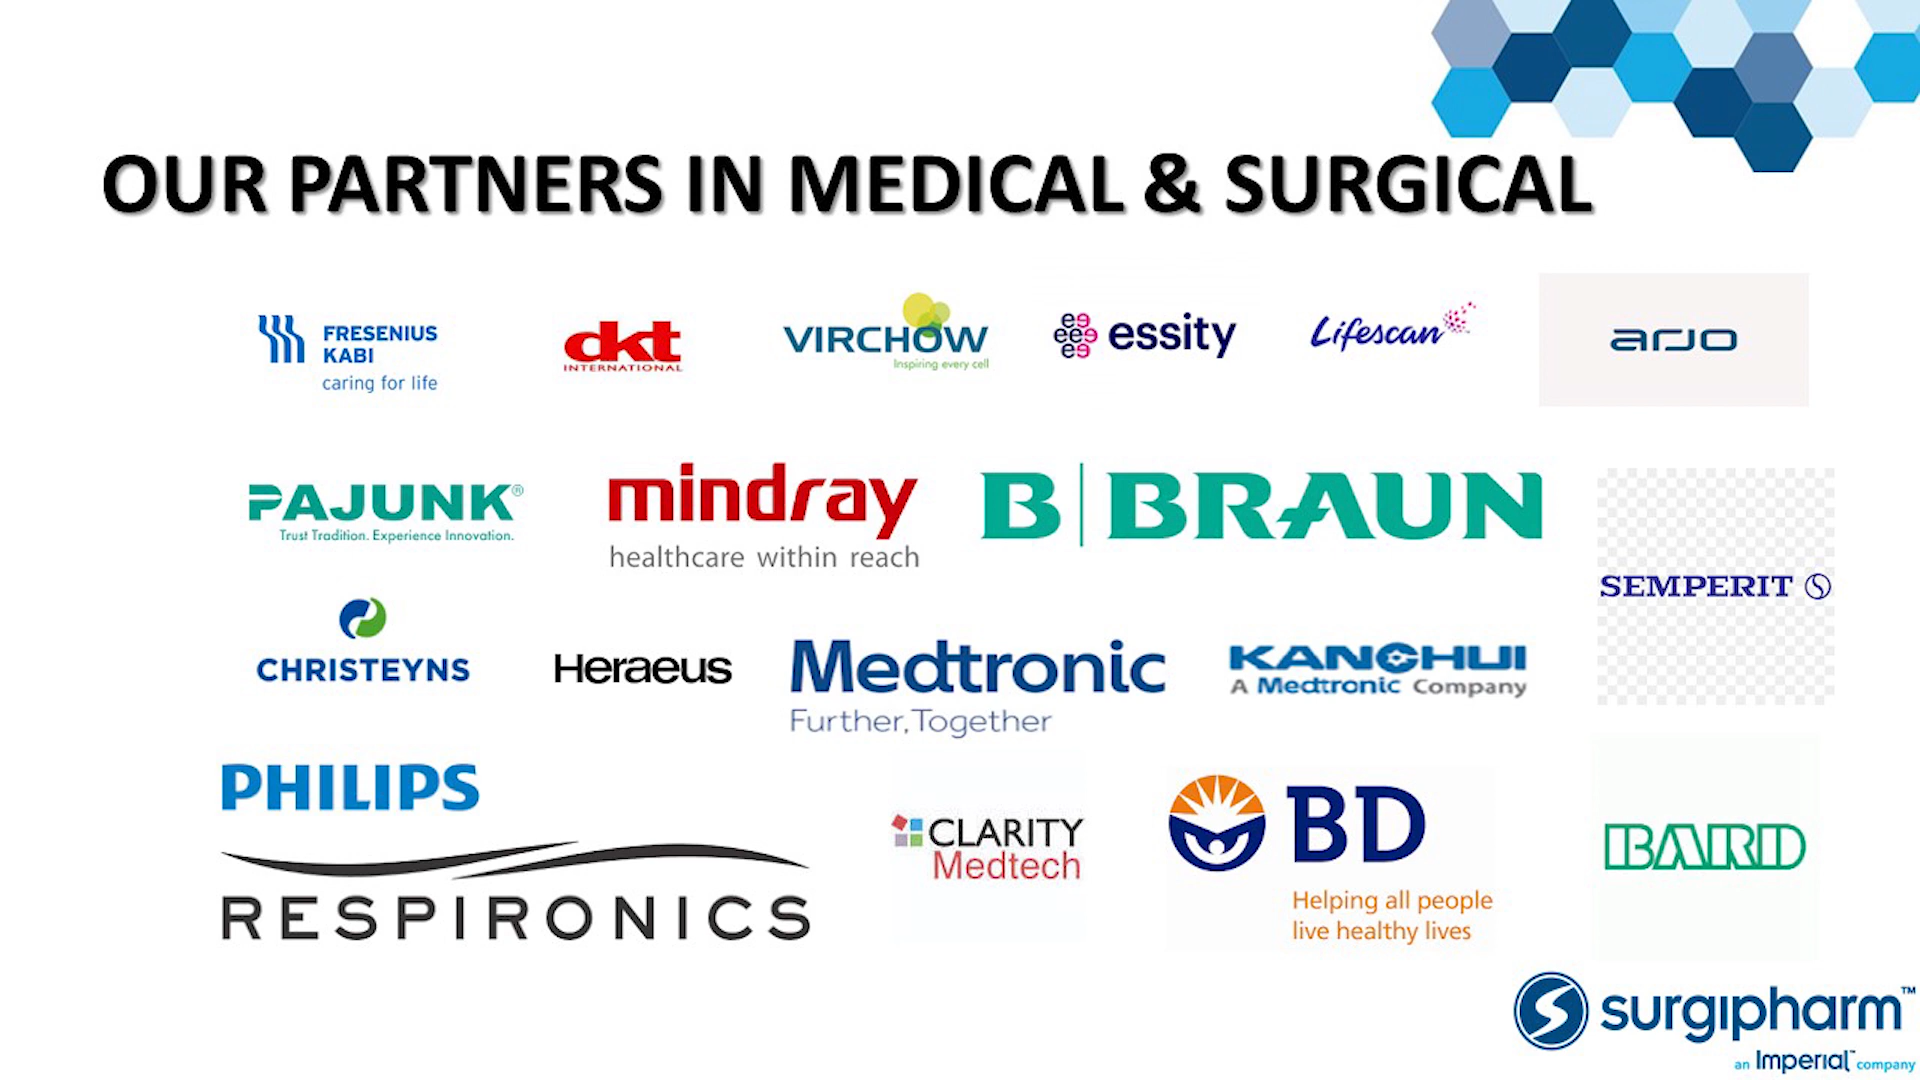 OUR PARTNERS IN MEDICAL & SURGICAL
FRESENIUS
KABI
caring for life
dkt
INTERNATIONAL
VIRCHOW
Inspiring every cell
essity
Lifescan
arjo
PAJUNK®
Trust Tradition. Experience Innovation.
mindray
healthcare within reach
B | BRAUN
SEMPERIT
CHRISTEYNS
Heraeus
Medtronic
Further, Together
KANGHUI
A Medtronic Company
PHILIPS
RESPIRONICS
CLARITY
Medtech
BD
Helping all people
live healthy lives
BARD
surgipharm™
an Imperial™ company